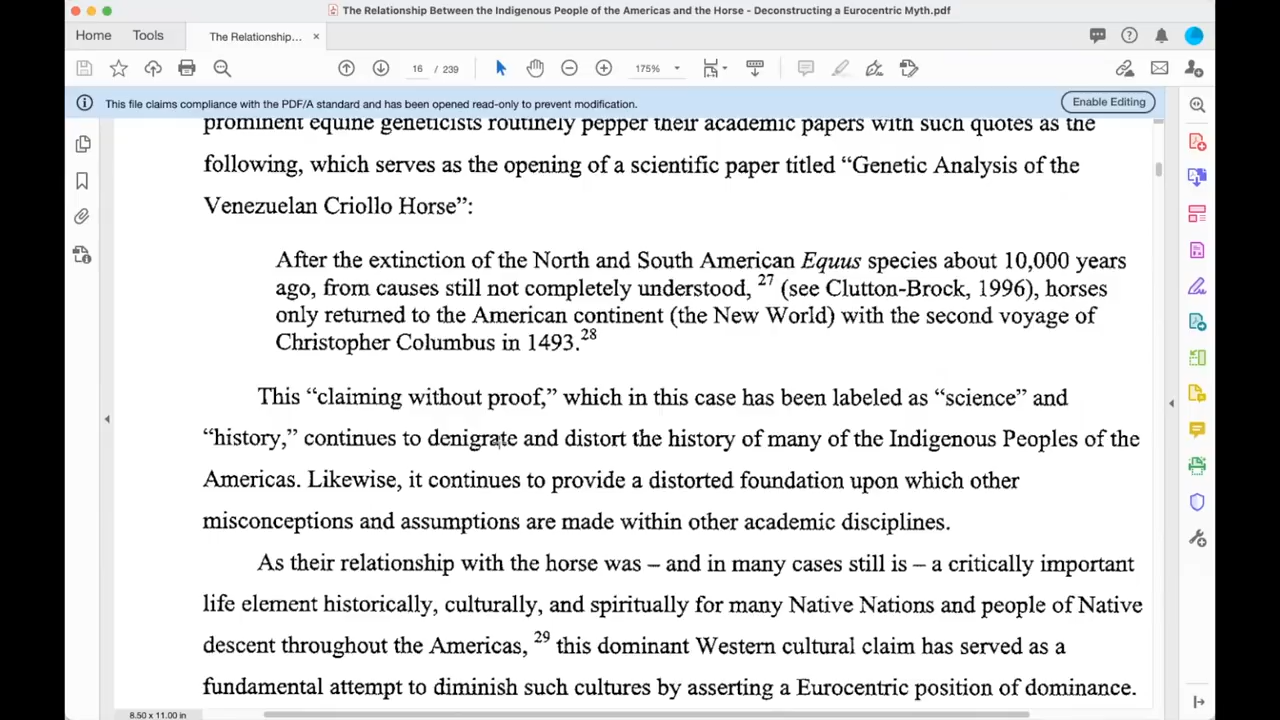 The Relationship Between the Indigenous People of the Americas and the Horse - Deconstructing a Eurocentric Myth.pdf
Home Tools The Relationship... ×
16 / 239 175%
This file claims compliance with the PDF/A standard and has been opened read-only to prevent modification. Enable Editing
prominent equine geneticists routinely pepper their academic papers with such quotes as the
following, which serves as the opening of a scientific paper titled “Genetic Analysis of the
Venezuelan Criollo Horse”:
After the extinction of the North and South American Equus species about 10,000 years
ago, from causes still not completely understood, 27 (see Clutton-Brock, 1996), horses
only returned to the American continent (the New World) with the second voyage of
Christopher Columbus in 1493.28
This “claiming without proof,” which in this case has been labeled as “science” and
“history,” continues to denigrate and distort the history of many of the Indigenous Peoples of the
Americas. Likewise, it continues to provide a distorted foundation upon which other
misconceptions and assumptions are made within other academic disciplines.
As their relationship with the horse was – and in many cases still is – a critically important
life element historically, culturally, and spiritually for many Native Nations and people of Native
descent throughout the Americas, 29 this dominant Western cultural claim has served as a
fundamental attempt to diminish such cultures by asserting a Eurocentric position of dominance.
8.50 x 11.00 in